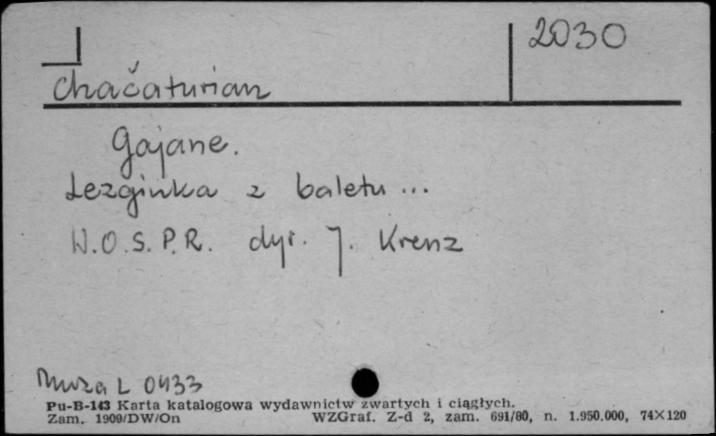 2030
Chačaturian
Gajane.
Lezginka z baletu ...
W.O.S.P.R. dyr. J. Krenz
Muza L 0433
Pu-B-143 Karta katalogowa wydawnictw zwartych i ciągłych.
Zam. 1909/DW/On WZGraf. Z-d 2, zam. 691/80, n. 1.950.000, 74×120